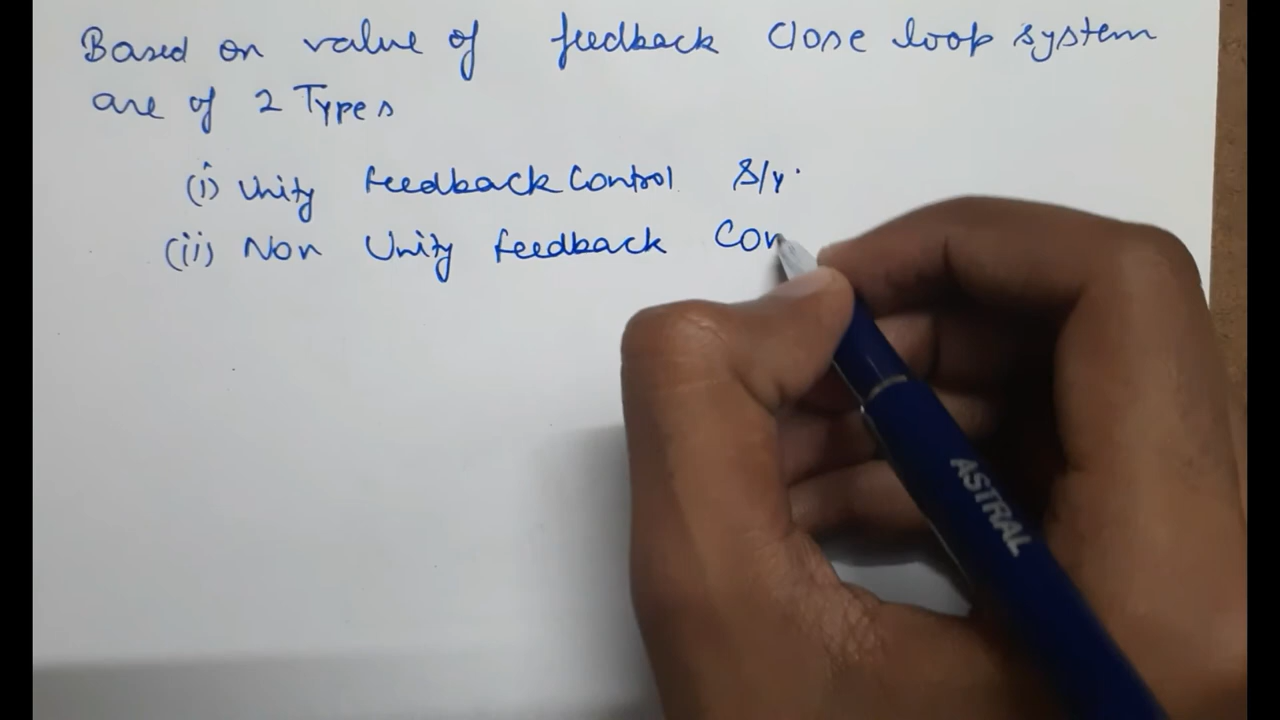 Based on value of feedback close loop system
are of 2 Types
(i) Unity feedback Control S/y.
(ii) Non Unity feedback Con
ASTRAL